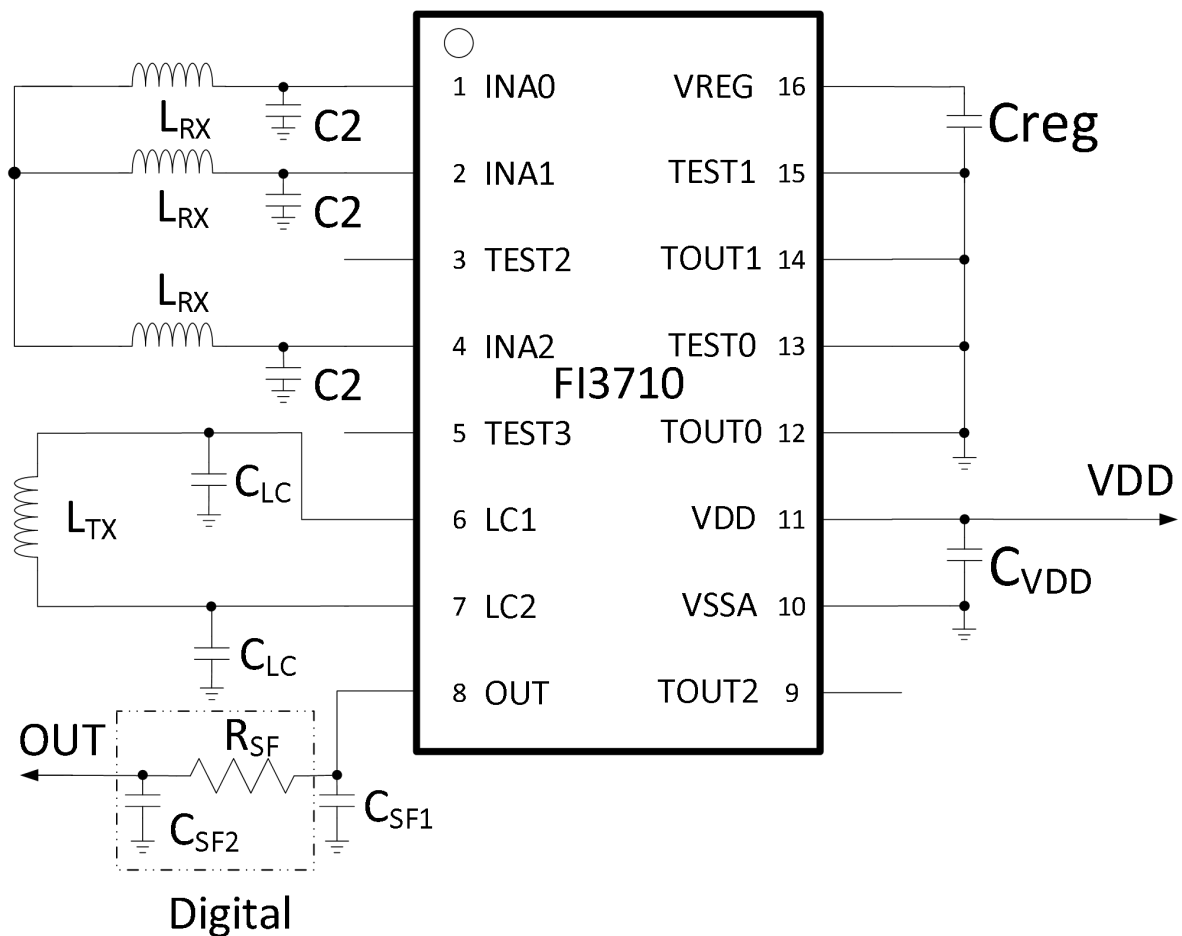 1 INA0 VREG 16
LRX C2 Creg
2 INA1 TEST1 15
LRX C2
3 TEST2 TOUT1 14
LRX
4 INA2 TEST0 13
C2 FI3710
5 TEST3 TOUT0 12
CLC VDD
LTX 6 LC1 VDD 11
CVDD
7 LC2 VSSA 10
CLC
8 OUT TOUT2 9
OUT RSF
CSF2 CSF1
Digital